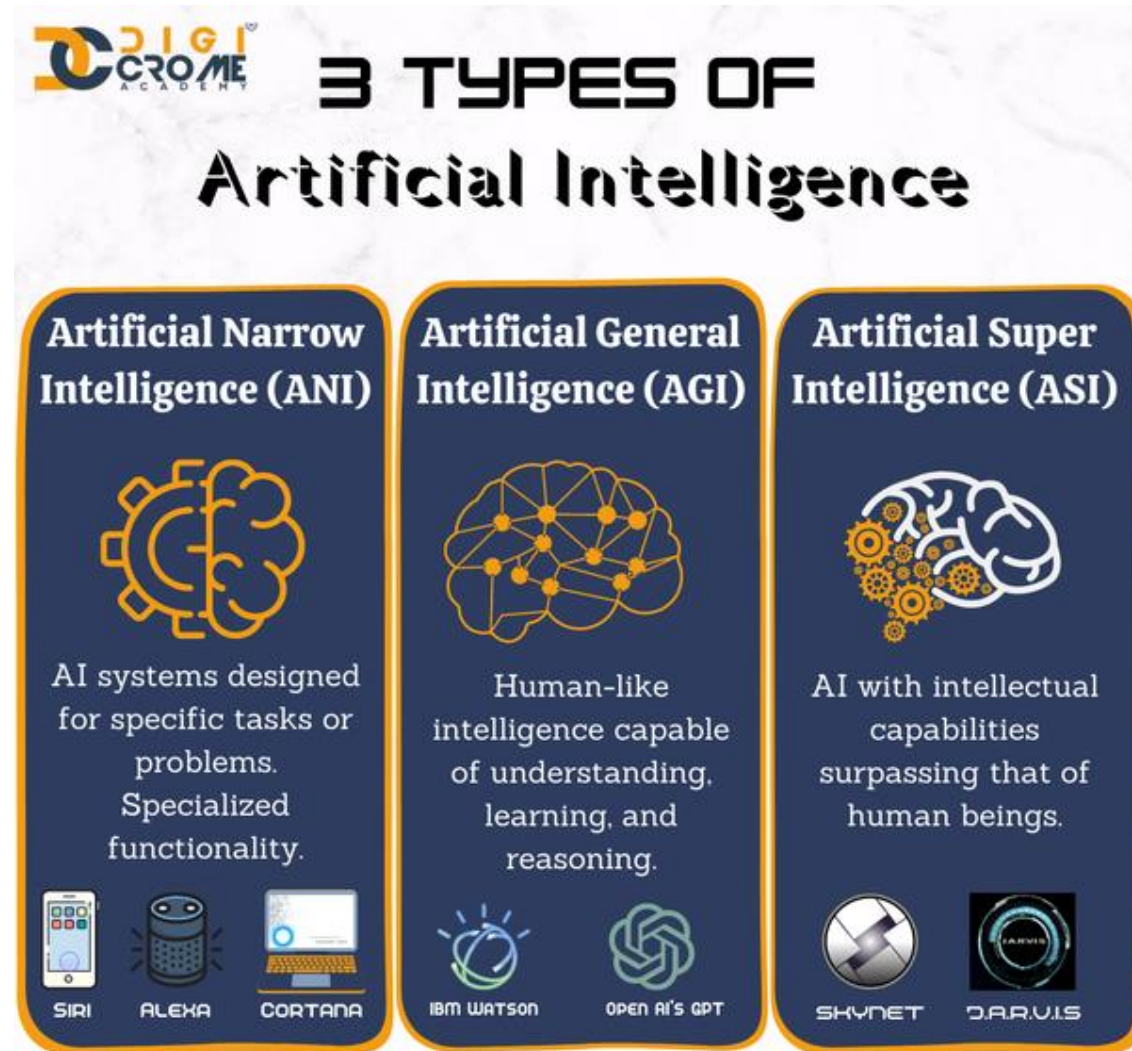 DIGI
CROME
ACADEMY
3 TYPES OF
Artificial Intelligence
Artificial Narrow
Intelligence (ANI)
AI systems designed
for specific tasks or
problems.
Specialized
functionality.
SIRI
ALEXA
CORTANA
Artificial General
Intelligence (AGI)
Human-like
intelligence capable
of understanding,
learning, and
reasoning.
IBM WATSON
OPEN AI'S GPT
Artificial Super
Intelligence (ASI)
AI with intellectual
capabilities
surpassing that of
human beings.
SKYNET
JARVIS
J.A.R.V.I.S